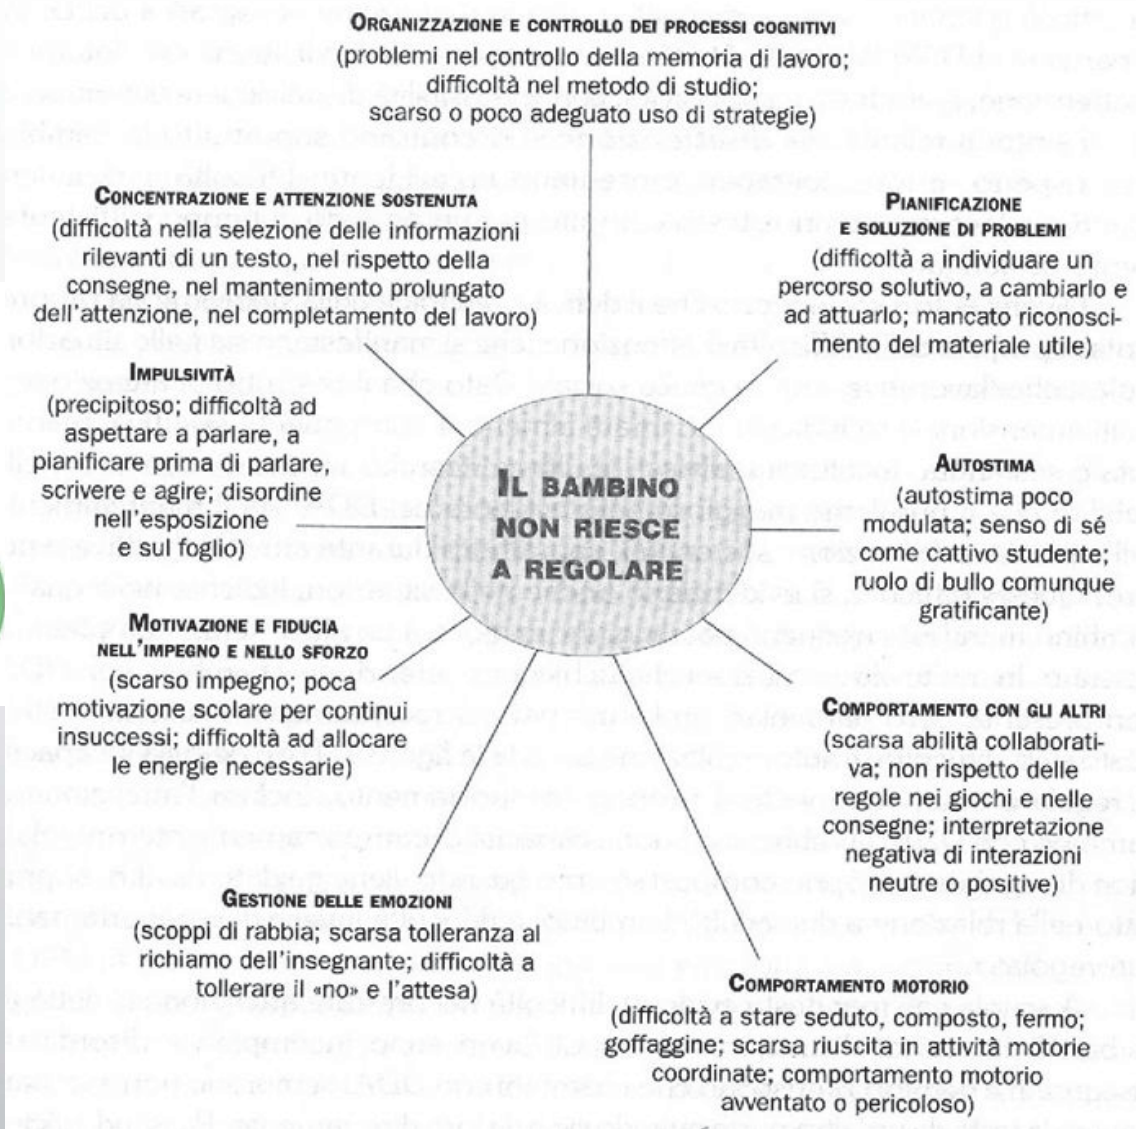 ORGANIZZAZIONE E CONTROLLO DEI PROCESSI COGNITIVI
(problemi nel controllo della memoria di lavoro;
difficoltà nel metodo di studio;
scarso o poco adeguato uso di strategie)
CONCENTRAZIONE E ATTENZIONE SOSTENUTA
(difficoltà nella selezione delle informazioni
rilevanti di un testo, nel rispetto della
consegne, nel mantenimento prolungato
dell'attenzione, nel completamento del lavoro)
PIANIFICAZIONE
E SOLUZIONE DI PROBLEMI
(difficoltà a individuare un
percorso solutivo, a cambiarlo e
ad attuarlo; mancato riconosci-
mento del materiale utile)
IMPULSIVITÀ
(precipitoso; difficoltà ad
aspettare a parlare, a
pianificare prima di parlare,
scrivere e agire; disordine
nell'esposizione
e sul foglio)
IL BAMBINO
NON RIESCE
A REGOLARE
AUTOSTIMA
(autostima poco
modulata; senso di sé
come cattivo studente;
ruolo di bullo comunque
gratificante)
MOTIVAZIONE E FIDUCIA
NELL'IMPEGNO E NELLO SFORZO
(scarso impegno; poca
motivazione scolare per continui
insuccessi; difficoltà ad allocare
le energie necessarie)
COMPORTAMENTO CON GLI ALTRI
(scarsa abilità collaborati-
va; non rispetto delle
regole nei giochi e nelle
consegne; interpretazione
negativa di interazioni
neutre o positive)
GESTIONE DELLE EMOZIONI
(scoppi di rabbia; scarsa tolleranza al
richiamo dell'insegnante; difficoltà a
tollerare il «no» e l'attesa)
COMPORTAMENTO MOTORIO
(difficoltà a stare seduto, composto, fermo;
goffaggine; scarsa riuscita in attività motorie
coordinate; comportamento motorio
avventato o pericoloso)